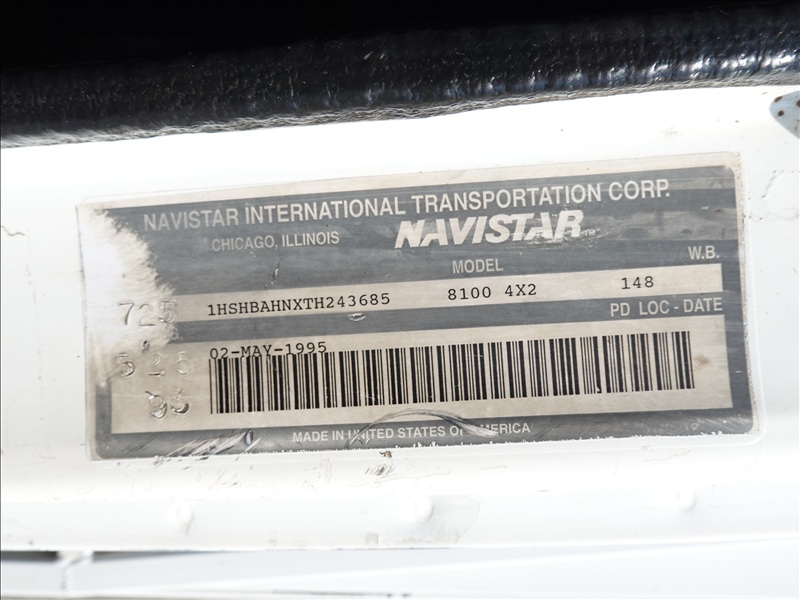 NAVISTAR INTERNATIONAL TRANSPORTATION CORP.
CHICAGO, ILLINOIS NAVISTAR
MODEL W.B.
725 1HSHBAHNXTH243685 8100 4X2 148
PD LOC - DATE
02-MAY-1995
MADE IN UNITED STATES OF AMERICA